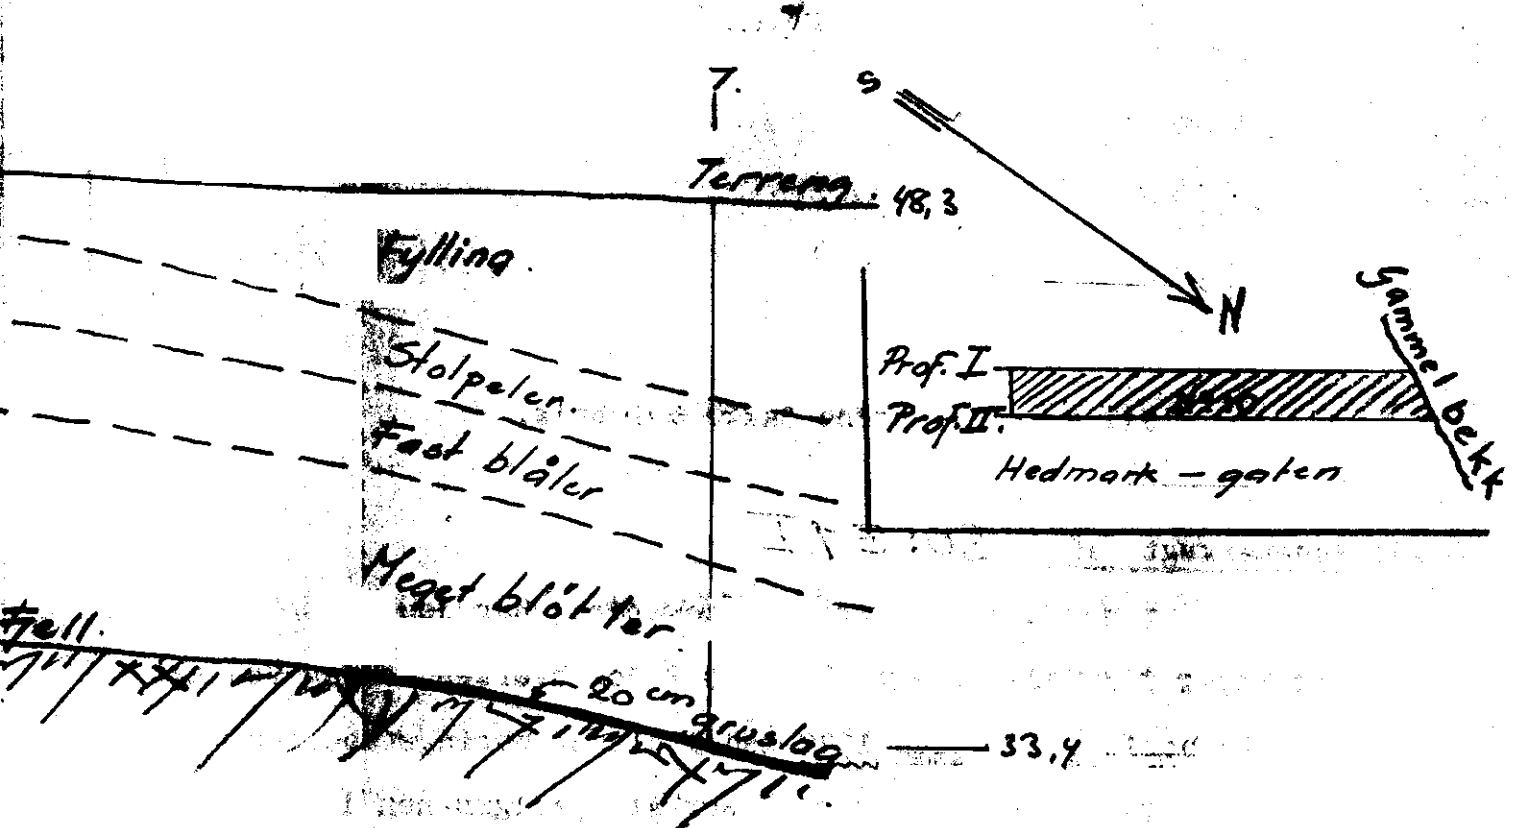 7.
S
Terreng.
48,3
Fylling.
N
Gammel bekk
Stolpeler.
Prof. I
Prof. II.
Fast blåler
Hedmark - gaten
Meget blöt ler
Fjell.
20 cm gruslag
33,4